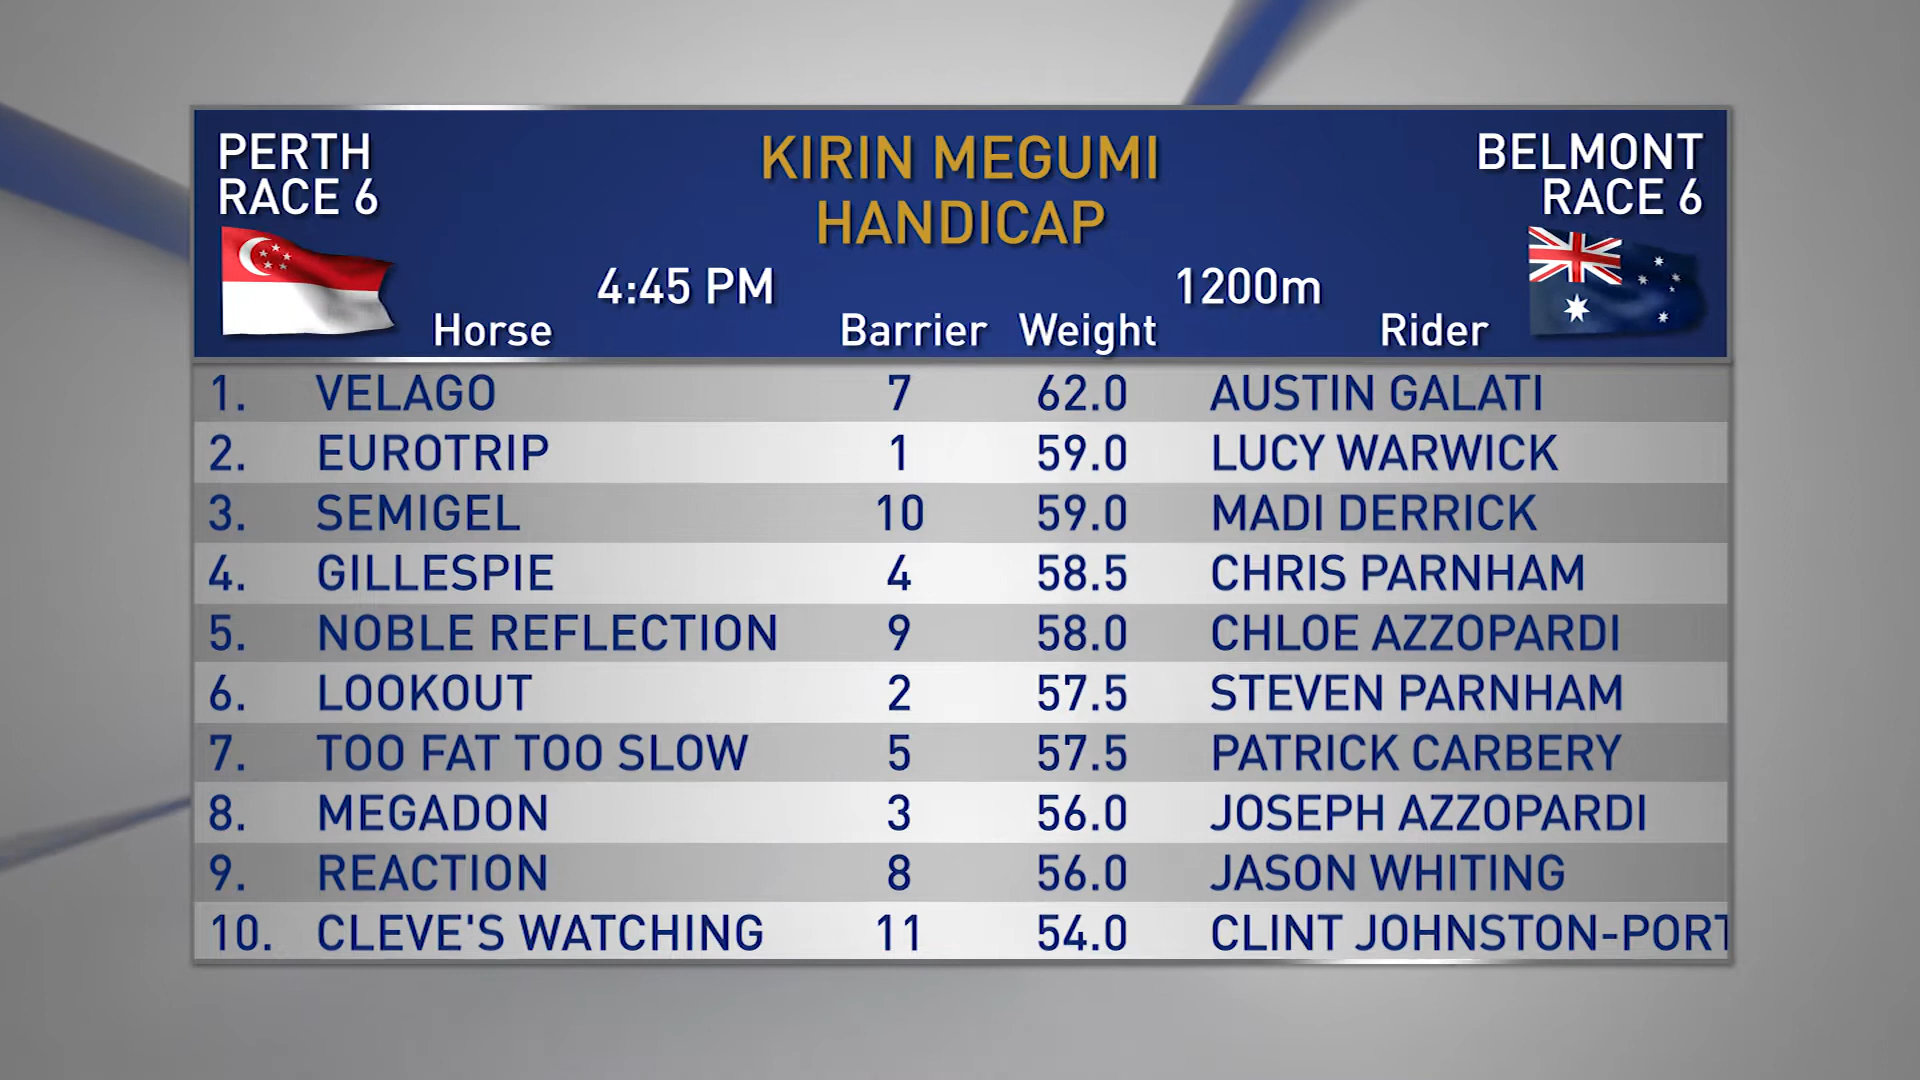 PERTH
RACE 6
KIRIN MEGUMI
HANDICAP
BELMONT
RACE 6
4:45 PM 1200m
Horse Barrier Weight Rider
1. VELAGO 7 62.0 AUSTIN GALATI
2. EUROTRIP 1 59.0 LUCY WARWICK
3. SEMIGEL 10 59.0 MADI DERRICK
4. GILLESPIE 4 58.5 CHRIS PARNHAM
5. NOBLE REFLECTION 9 58.0 CHLOE AZZOPARDI
6. LOOKOUT 2 57.5 STEVEN PARNHAM
7. TOO FAT TOO SLOW 5 57.5 PATRICK CARBERY
8. MEGADON 3 56.0 JOSEPH AZZOPARDI
9. REACTION 8 56.0 JASON WHITING
10. CLEVE'S WATCHING 11 54.0 CLINT JOHNSTON-PORT